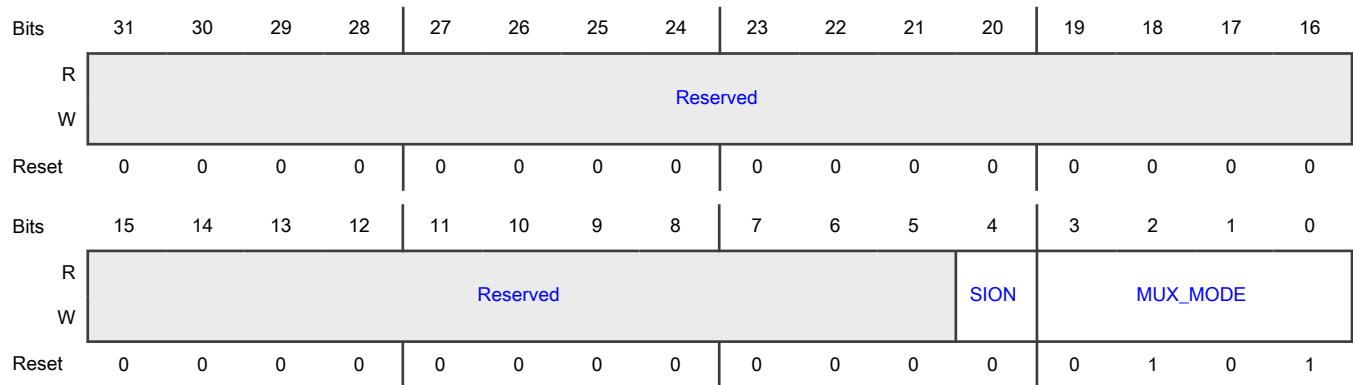 Bits 31 30 29 28 27 26 25 24 23 22 21 20 19 18 17 16
R
Reserved
W
Reset 0 0 0 0 0 0 0 0 0 0 0 0 0 0 0 0
Bits 15 14 13 12 11 10 9 8 7 6 5 4 3 2 1 0
R
Reserved SION MUX_MODE
W
Reset 0 0 0 0 0 0 0 0 0 0 0 0 0 1 0 1